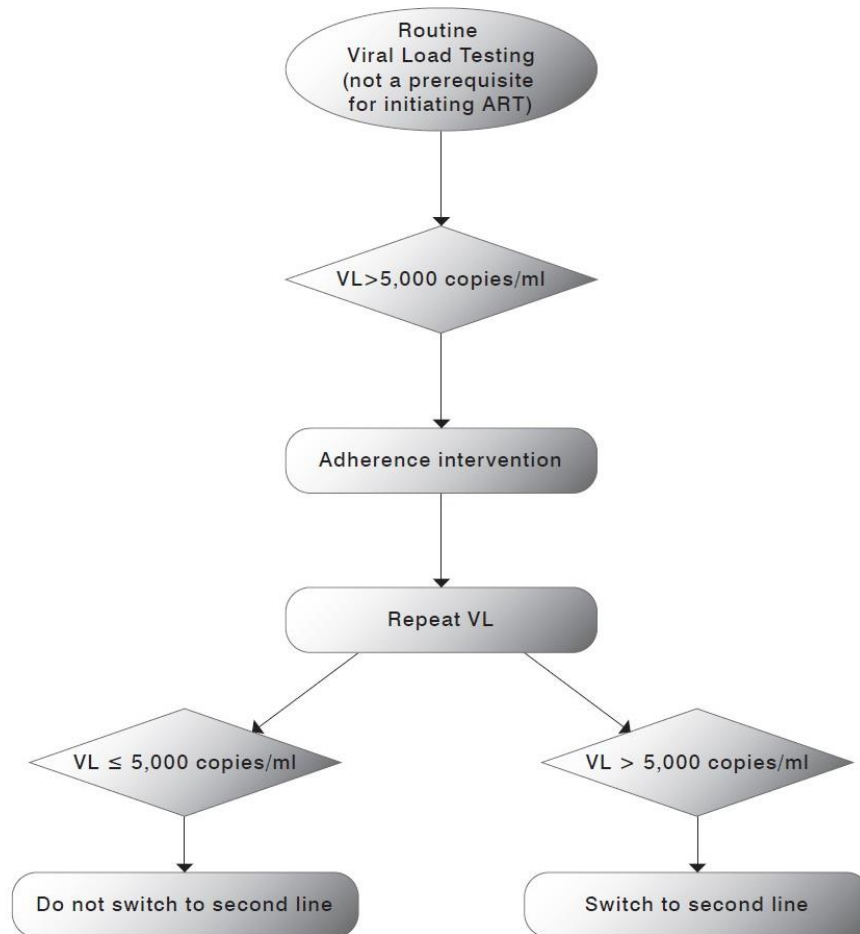 Routine
Viral Load Testing
(not a prerequisite
for initiating ART)
VL>5,000 copies/ml
Adherence intervention
Repeat VL
VL ≤ 5,000 copies/ml
VL > 5,000 copies/ml
Do not switch to second line
Switch to second line